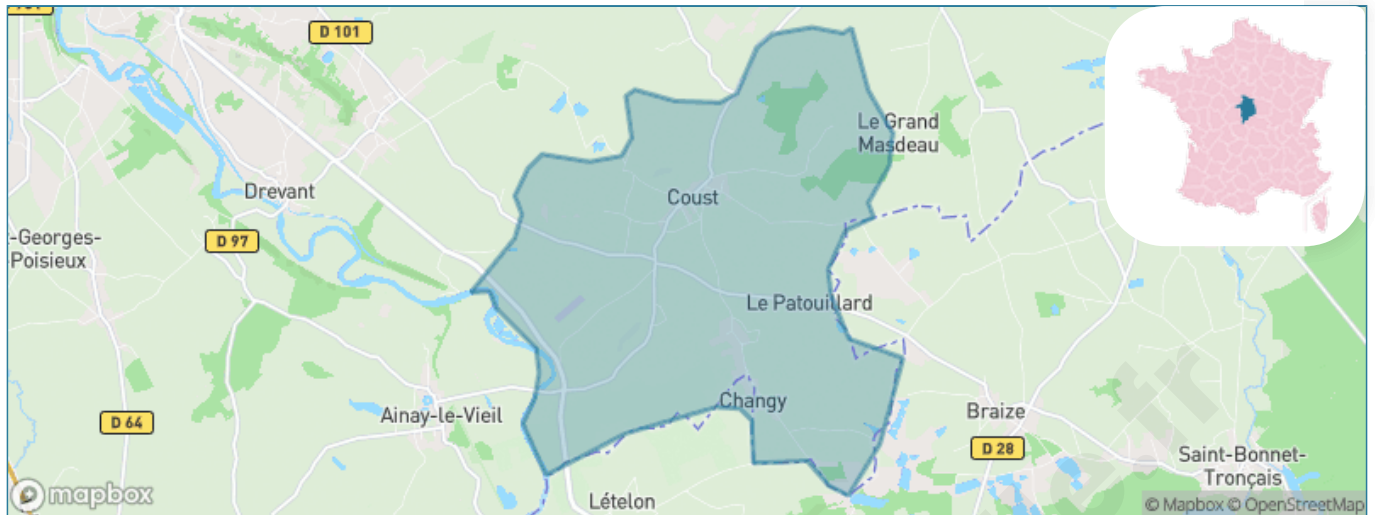 D 101
Le Grand
Masdeau
Drevant
Coust
D 97
-Georges-
Poisieux
Le Patouillard
Changy
Ainay-le-Vieil
D 64
Braize
D 28
Saint-Bonnet-
Tronçais
Lételon
mapbox
© Mapbox © OpenStreetMap